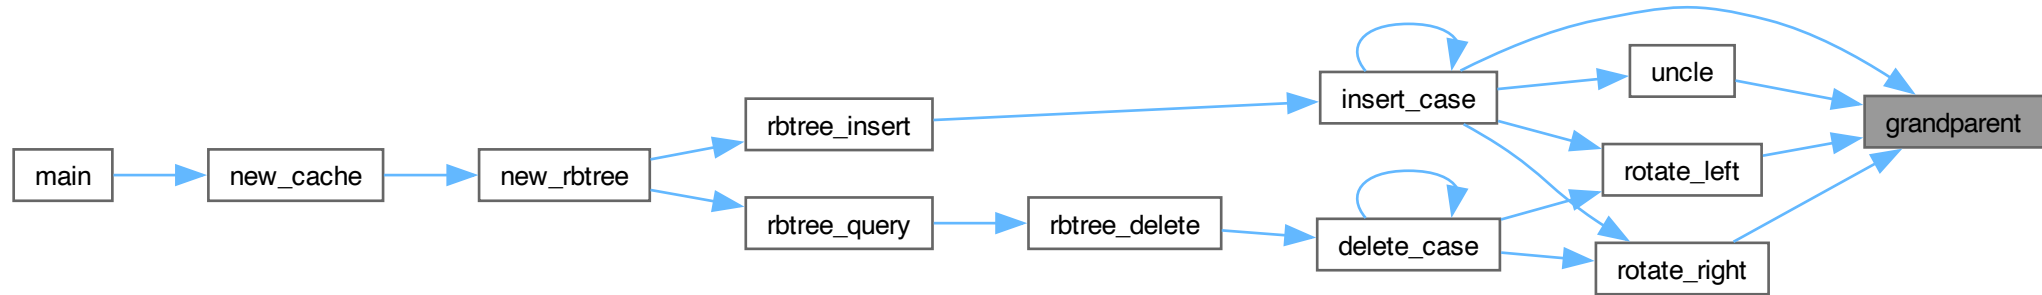 main
new_cache
new_rbtree
rbtree_insert
rbtree_query
rbtree_delete
insert_case
delete_case
uncle
rotate_left
rotate_right
grandparent